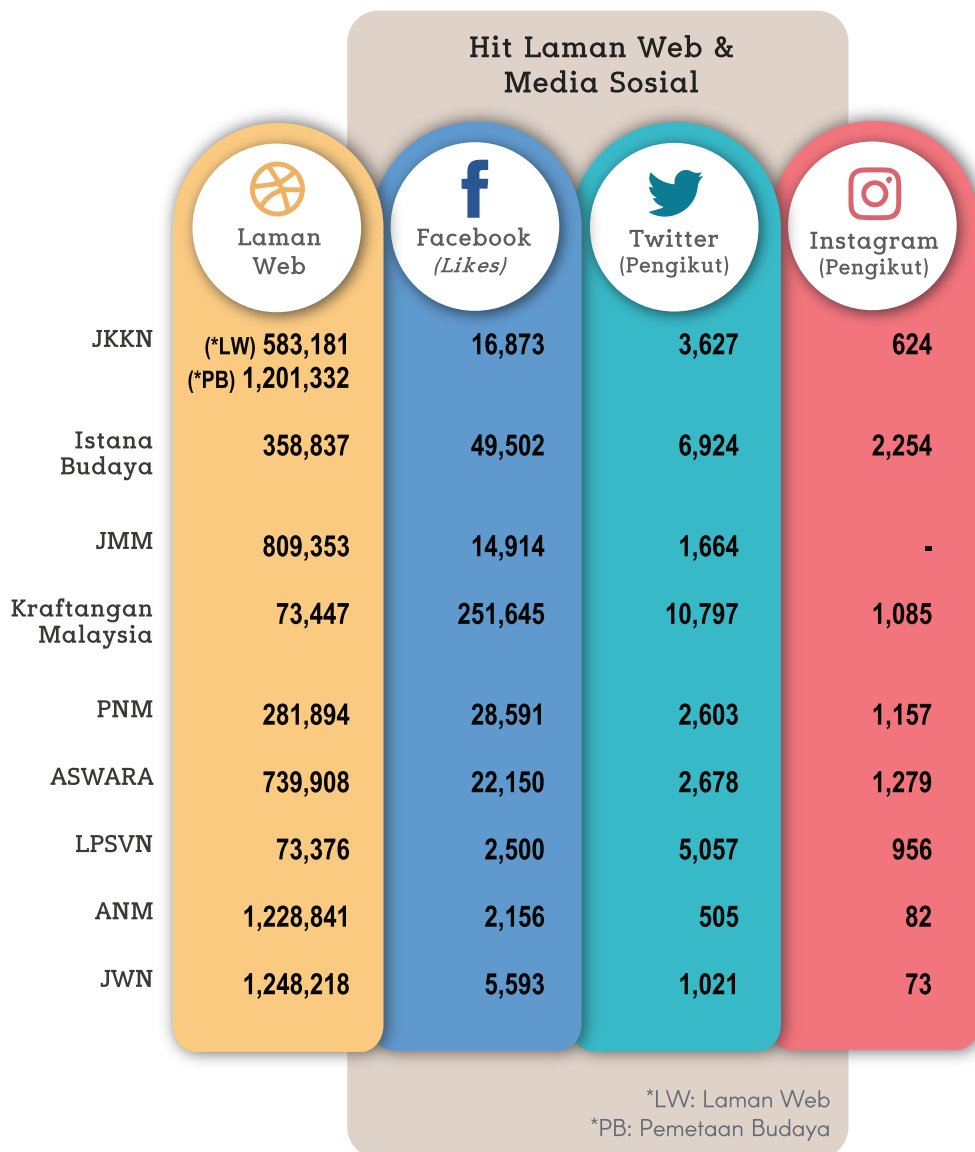 Hit Laman Web &
Media Sosial
Laman
Web
Facebook
(Likes)
Twitter
(Pengikut)
Instagram
(Pengikut)
JKKN (*LW) 583,181 16,873 3,627 624
(*PB) 1,201,332
Istana
Budaya 358,837 49,502 6,924 2,254
JMM 809,353 14,914 1,664 -
Kraftangan
Malaysia 73,447 251,645 10,797 1,085
PNM 281,894 28,591 2,603 1,157
ASWARA 739,908 22,150 2,678 1,279
LPSVN 73,376 2,500 5,057 956
ANM 1,228,841 2,156 505 82
JWN 1,248,218 5,593 1,021 73
*LW: Laman Web
*PB: Pemetaan Budaya